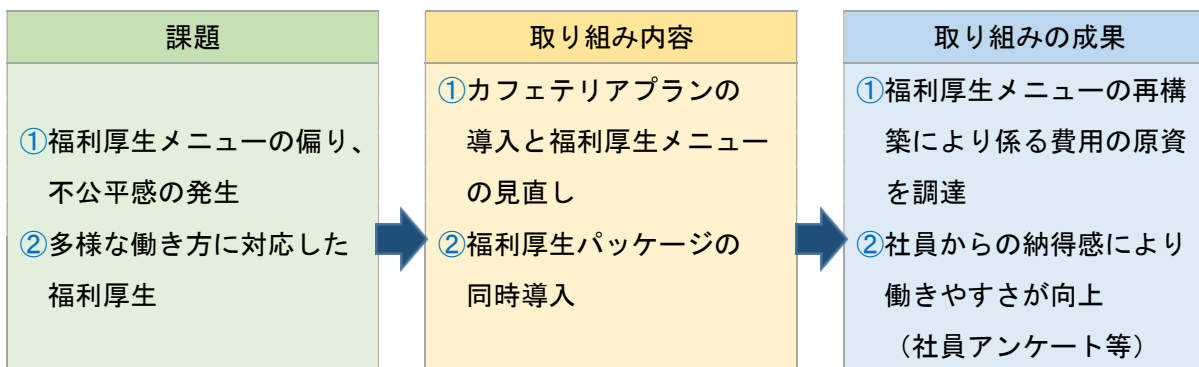 課題
①福利厚生メニューの偏り、
不公平感の発生
②多様な働き方に対応した
福利厚生
取り組み内容
①カフェテリアプランの
導入と福利厚生メニュー
の見直し
②福利厚生パッケージの
同時導入
取り組みの成果
①福利厚生メニューの再構
築により係る費用の原資
を調達
②社員からの納得感により
働きやすさが向上
（社員アンケート等）